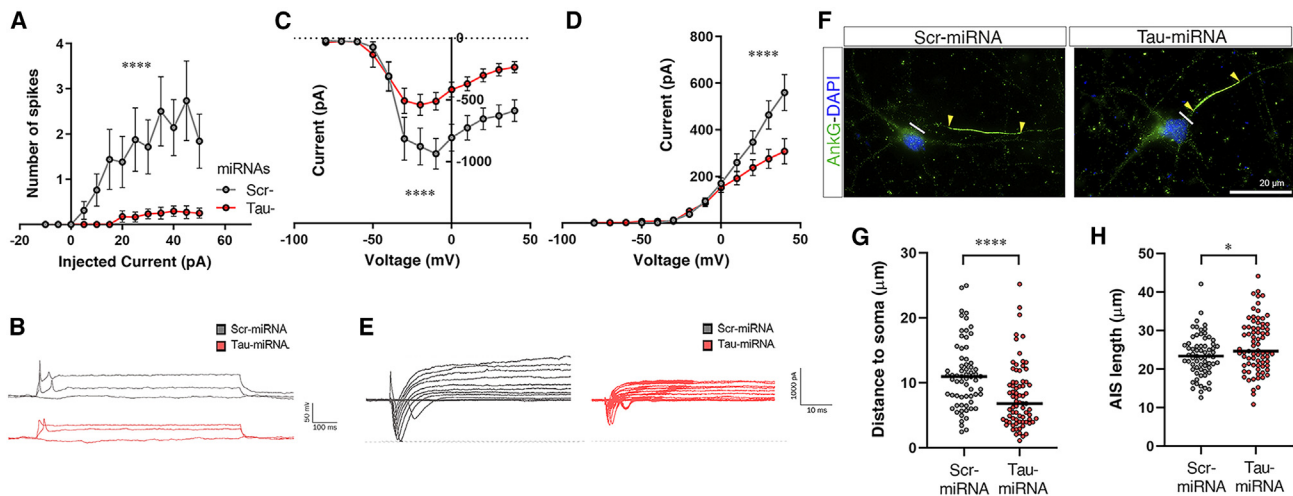 A
Number of spikes
4
3
2
1
-20
0
20
40
60
Injected Current (pA)
****
miRNAs
Scr-
Tau-
B
Scr-miRNA
Tau-miRNA
50 mV
100 ms
C
Current (pA)
0
-500
-1000
-100
-50
0
50
Voltage (mV)
****
D
Current (pA)
800
600
400
200
-100
-50
0
50
Voltage (mV)
****
E
Scr-miRNA
Tau-miRNA
1000 pA
10 ms
F
Scr-miRNA
Tau-miRNA
AnkG-DAPI
20 µm
G
Distance to soma (µm)
30
20
10
0
****
Scr-
miRNA
Tau-
miRNA
H
AIS length (µm)
50
40
30
20
10
0
*
Scr-
miRNA
Tau-
miRNA